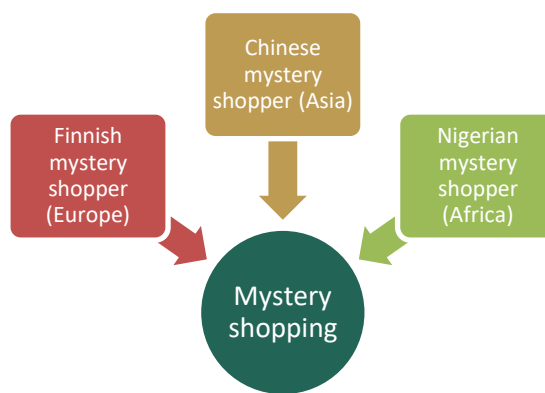 Chinese
mystery
shopper (Asia)
Finnish
mystery
shopper
(Europe)
Nigerian
mystery
shopper
(Africa)
Mystery
shopping